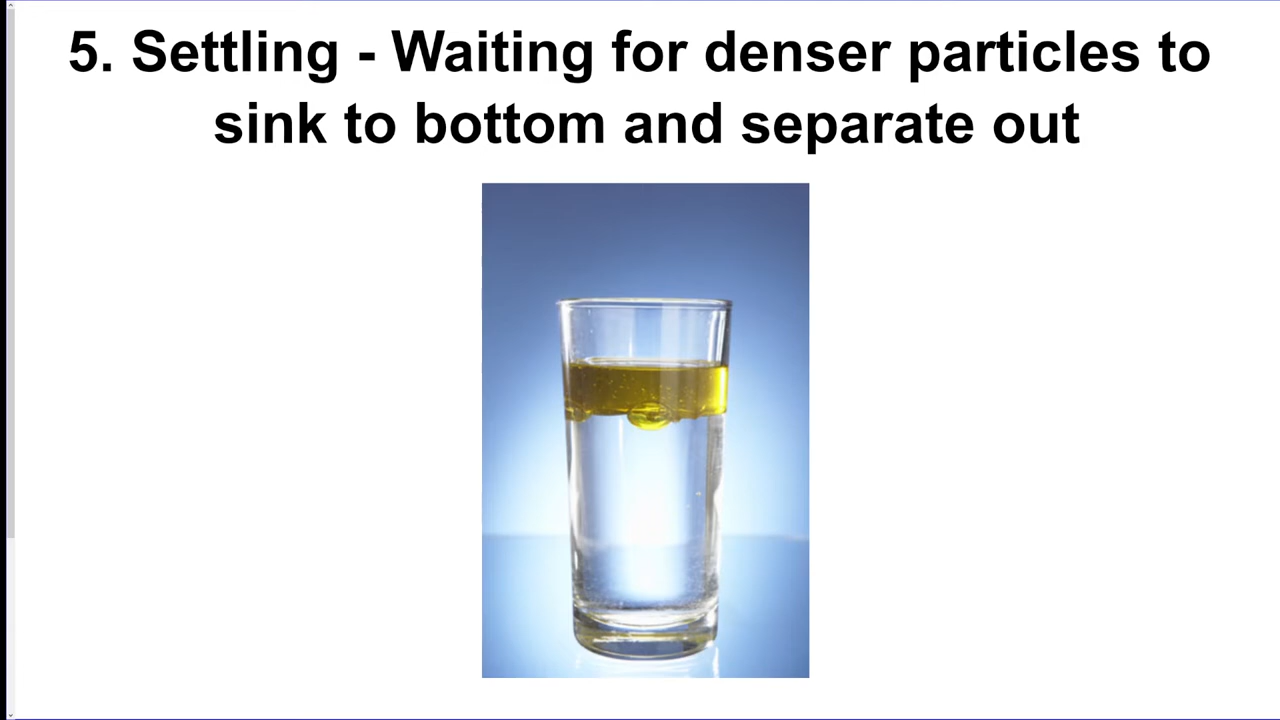 5. Settling - Waiting for denser particles to
sink to bottom and separate out